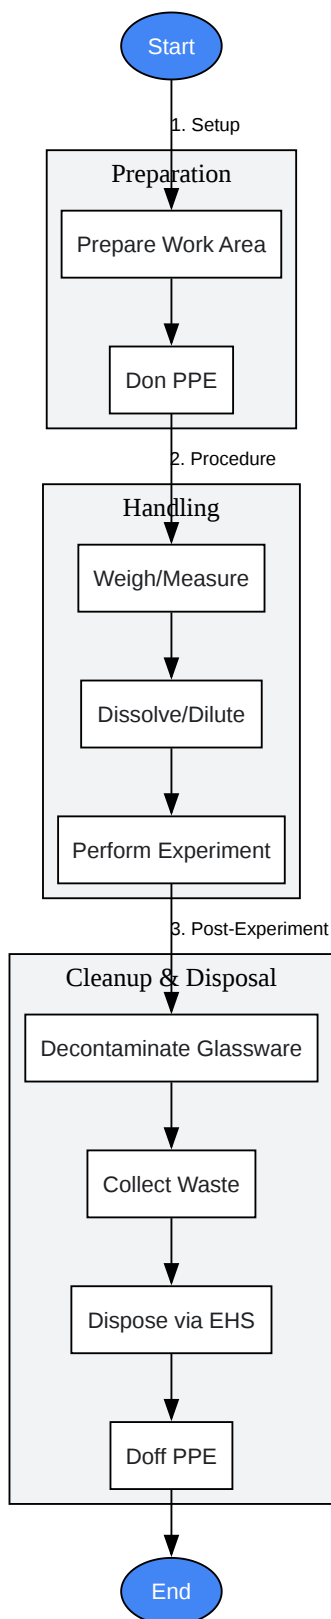 Start
1. Setup
Preparation
Prepare Work Area
Don PPE
2. Procedure
Handling
Weigh/Measure
Dissolve/Dilute
Perform Experiment
3. Post-Experiment
Cleanup & Disposal
Decontaminate Glassware
Collect Waste
Dispose via EHS
Doff PPE
End